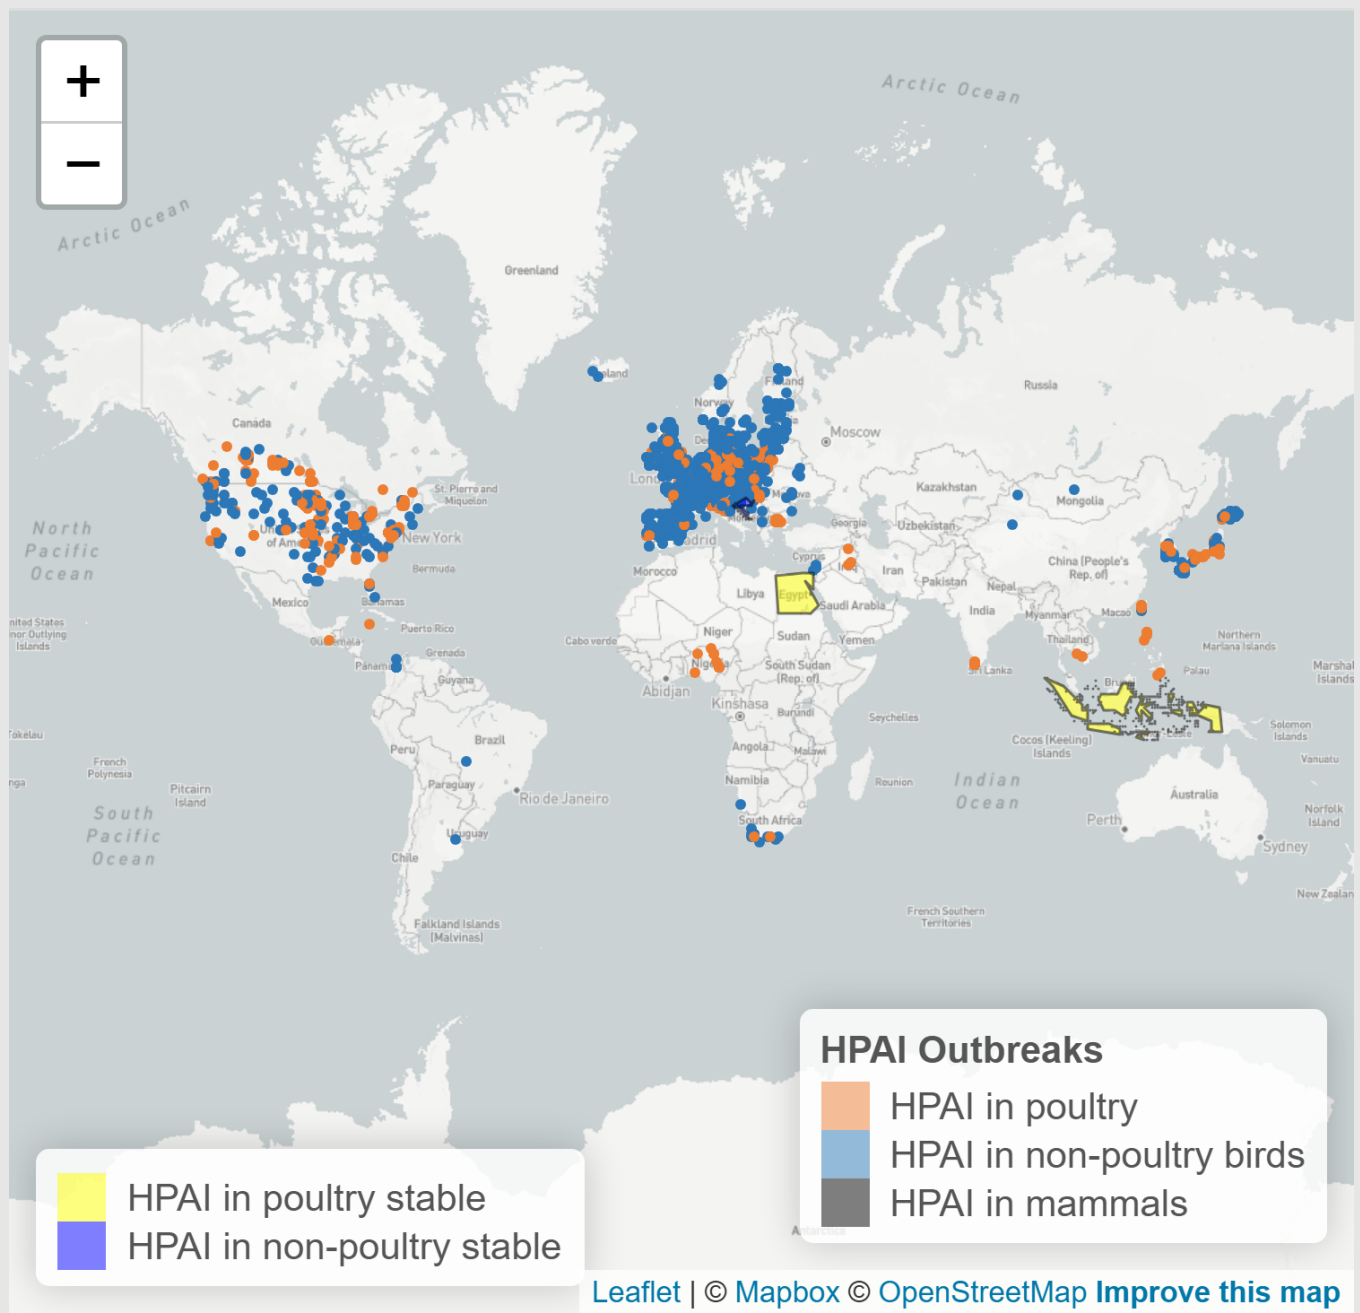 +
−
Arctic Ocean
Arctic Ocean
Greenland
Russia
Canada
Norway
Moscow
St. Pierre and
Miquelon
Kazakhstan
Mongolia
North
Pacific
Ocean
New York
Georgia
Uzbekistan
Bermuda
Morocco
Cyprus
Iran
China (People's
Rep. of)
Mexico
Bahamas
Libya
Egypt
Saudi Arabia
Pakistan
Nepal
India
Myanmar
Macao
Puerto Rico
Cabo verde
Niger
Sudan
Yemen
Thailand
Northern
Mariana Islands
Grenada
Panama
Guyana
Abidjan
South Sudan
(Rep. of)
Sri Lanka
Palau
Kinshasa
Burundi
Seychelles
Peru
Brazil
Angola
Malawi
Cocos (Keeling)
Islands
Solomon
Islands
Vanuatu
French
Polynesia
Pitcairn
Island
Paraguay
Rio de Janeiro
Namibia
Reunion
Indian
Ocean
Australia
South
Pacific
Ocean
Uruguay
South Africa
Perth
Norfolk
Island
Sydney
Chile
Falkland Islands
(Malvinas)
French Southern
Territories
HPAI Outbreaks
HPAI in poultry
HPAI in non-poultry birds
HPAI in mammals
HPAI in poultry stable
HPAI in non-poultry stable
Leaflet | © Mapbox © OpenStreetMap Improve this map